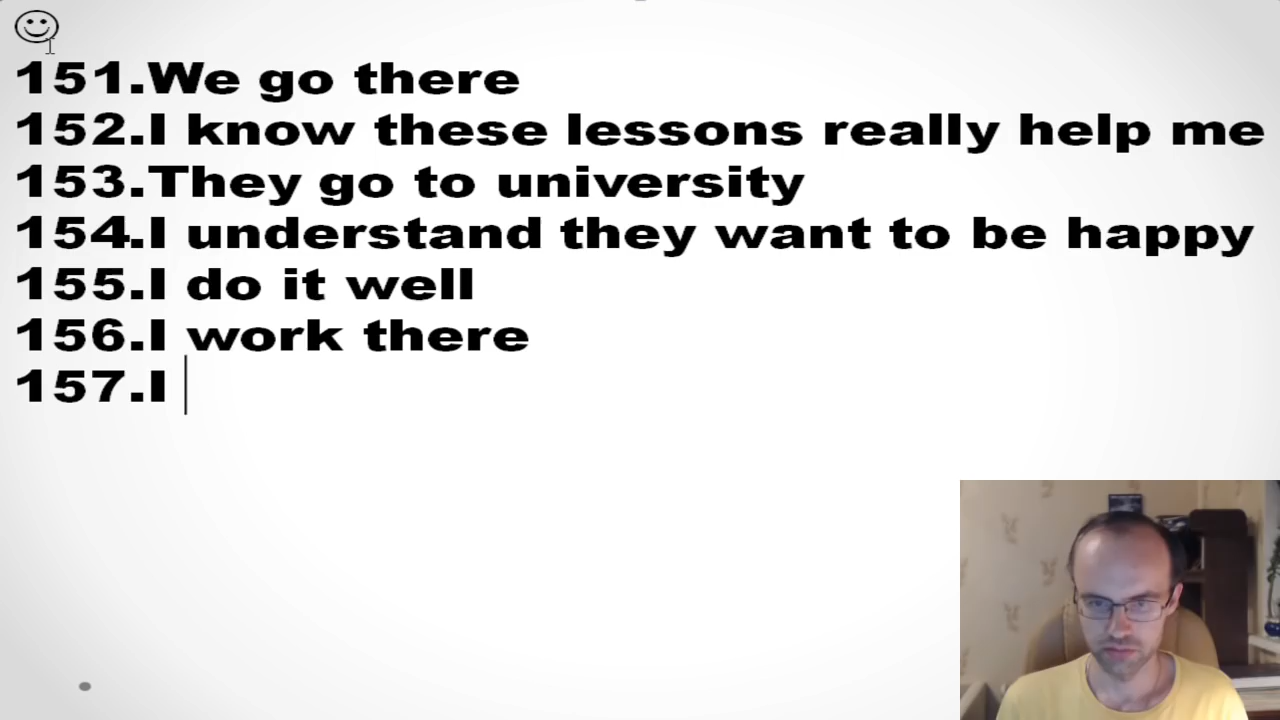 151.We go there
152.I know these lessons really help me
153.They go to university
154.I understand they want to be happy
155.I do it well
156.I work there
157.I